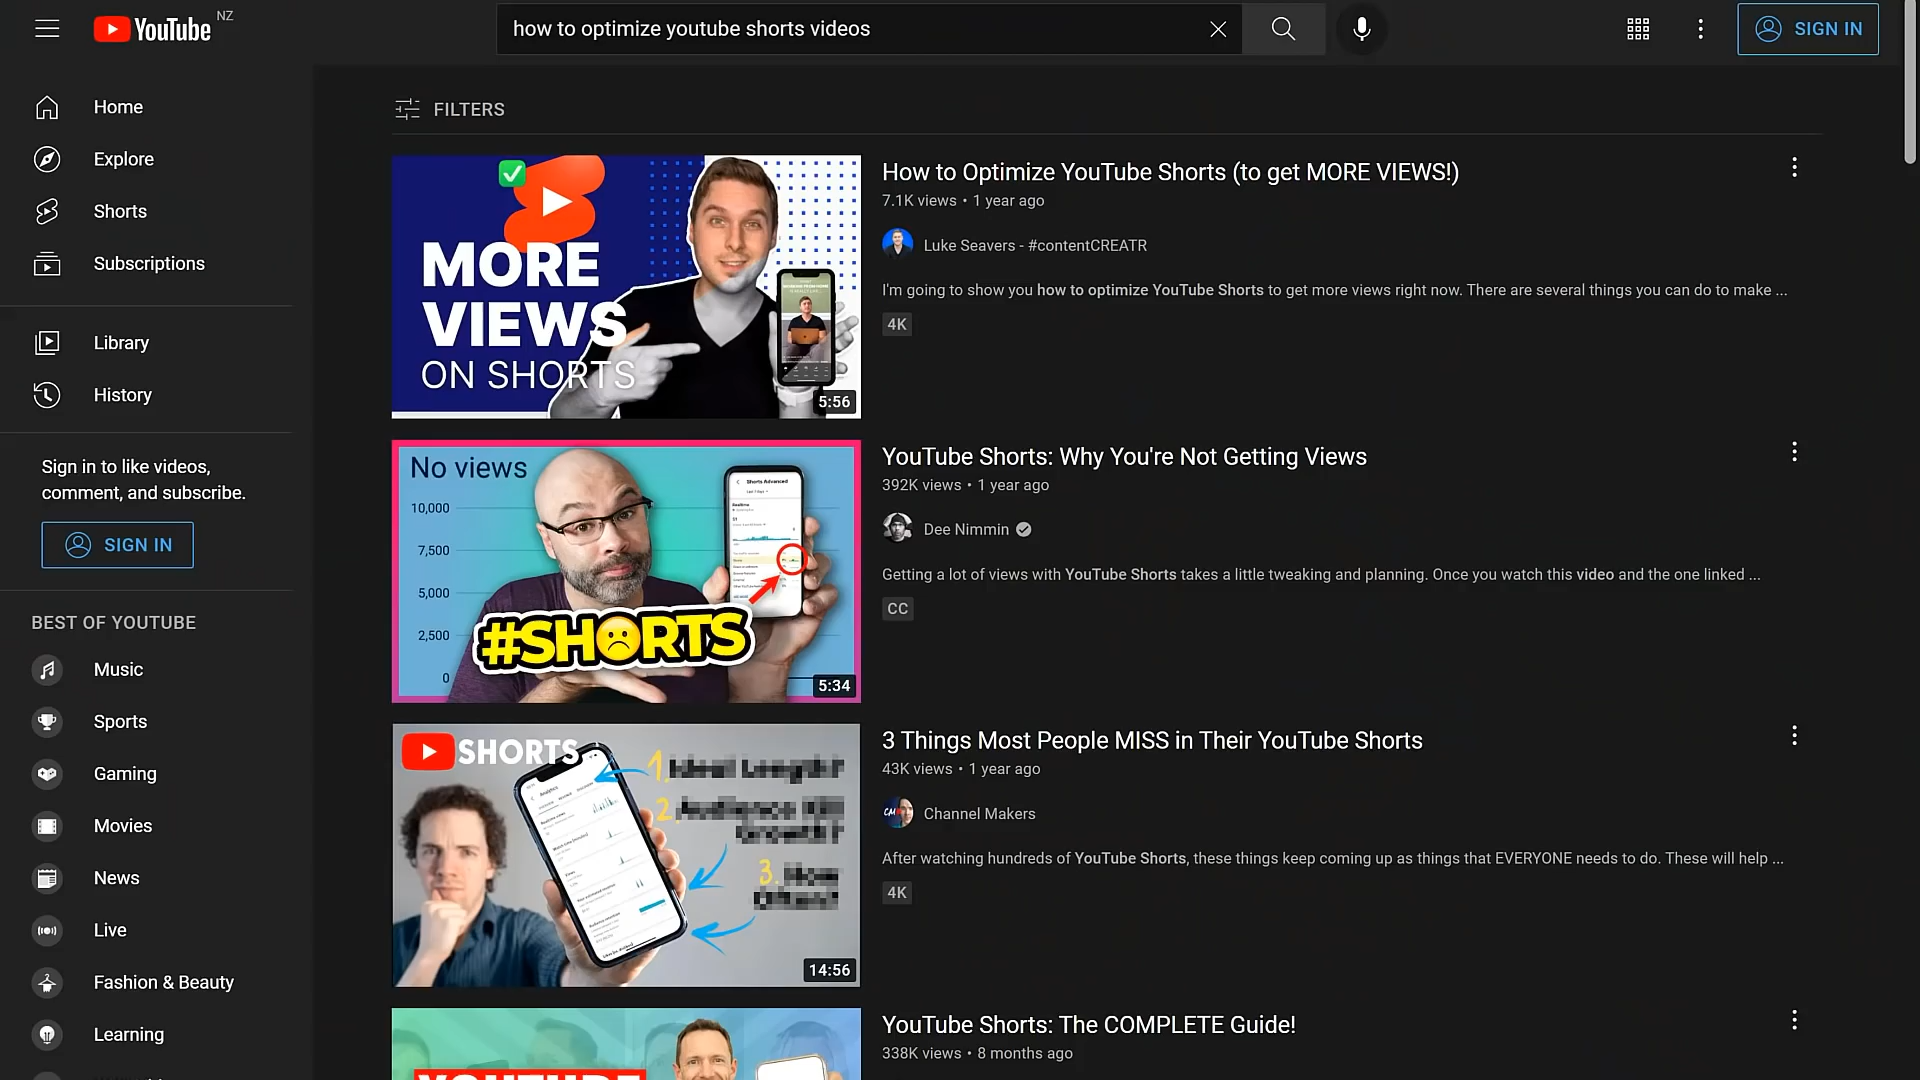 YouTube NZ
how to optimize youtube shorts videos
SIGN IN
Home
Explore
Shorts
Subscriptions
Library
History
Sign in to like videos,
comment, and subscribe.
SIGN IN
BEST OF YOUTUBE
Music
Sports
Gaming
Movies
News
Live
Fashion & Beauty
Learning
FILTERS
MORE
VIEWS
ON SHORTS
5:56
How to Optimize YouTube Shorts (to get MORE VIEWS!)
7.1K views • 1 year ago
Luke Seavers - #contentCREATR
I'm going to show you how to optimize YouTube Shorts to get more views right now. There are several things you can do to make ...
4K
No views
10,000
7,500
5,000
2,500
0
Shorts Advanced
#SHORTS
5:34
YouTube Shorts: Why You're Not Getting Views
392K views • 1 year ago
Dee Nimmin
Getting a lot of views with YouTube Shorts takes a little tweaking and planning. Once you watch this video and the one linked ...
CC
SHORTS
1.
2.
3.
Analytics
14:56
3 Things Most People MISS in Their YouTube Shorts
43K views • 1 year ago
CM
Channel Makers
After watching hundreds of YouTube Shorts, these things keep coming up as things that EVERYONE needs to do. These will help ...
4K
YOUTUBE
YouTube Shorts: The COMPLETE Guide!
338K views • 8 months ago